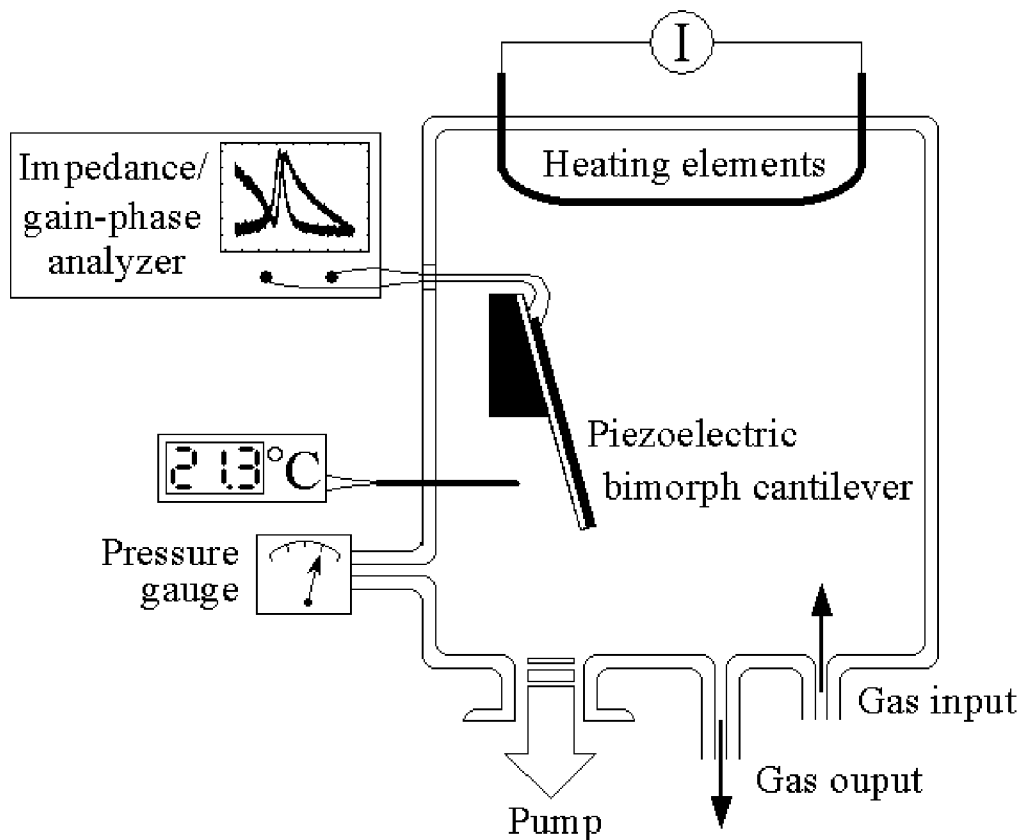 I
Heating elements
Impedance/
gain-phase
analyzer
Piezoelectric
bimorph cantilever
21.3°C
Pressure
gauge
Gas input
Gas ouput
Pump